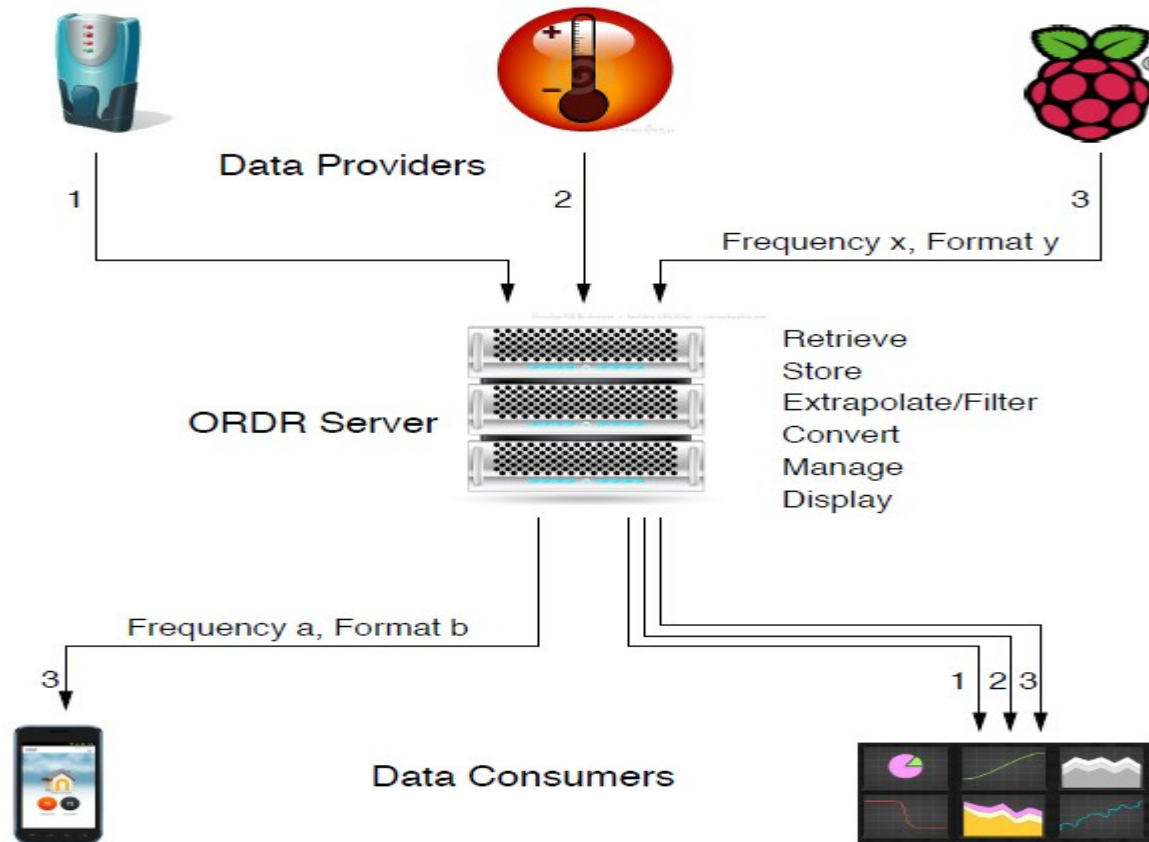 Data Providers
1
2
3
Frequency x, Format y
Retrieve
Store
Extrapolate/Filter
Convert
Manage
Display
ORDR Server
Frequency a, Format b
3
1
2
3
Data Consumers